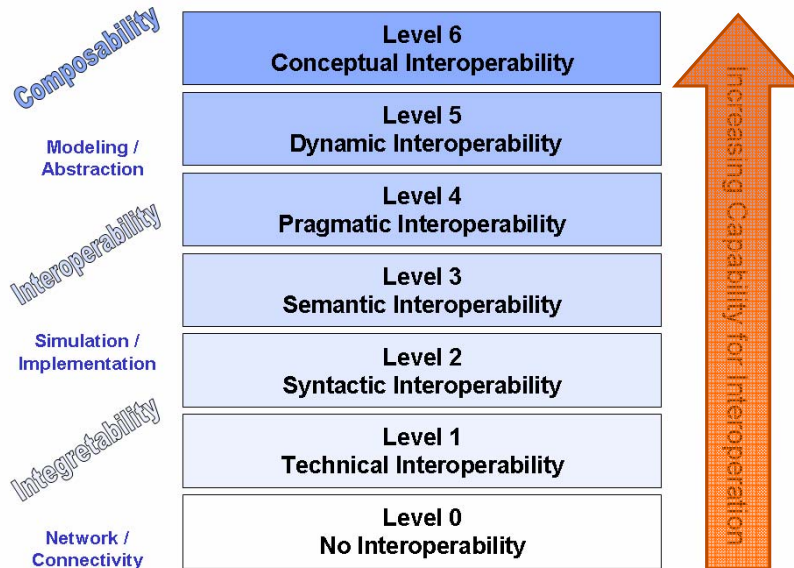 Composability
Level 6
Conceptual Interoperability
Modeling /
Abstraction
Level 5
Dynamic Interoperability
Interoperability
Level 4
Pragmatic Interoperability
Level 3
Semantic Interoperability
Simulation /
Implementation
Level 2
Syntactic Interoperability
Integretability
Level 1
Technical Interoperability
Network /
Connectivity
Level 0
No Interoperability
Increasing Capability for Interoperation